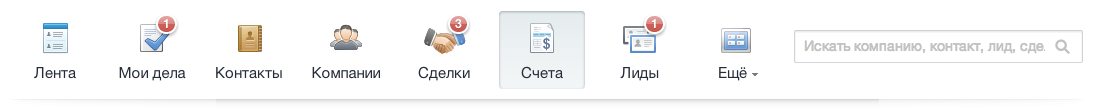 1
3
1
Лента
Мои дела
Контакты
Компании
Сделки
$
Счета
Лиды
Ещё
Искать компанию, контакт, лид, сде.